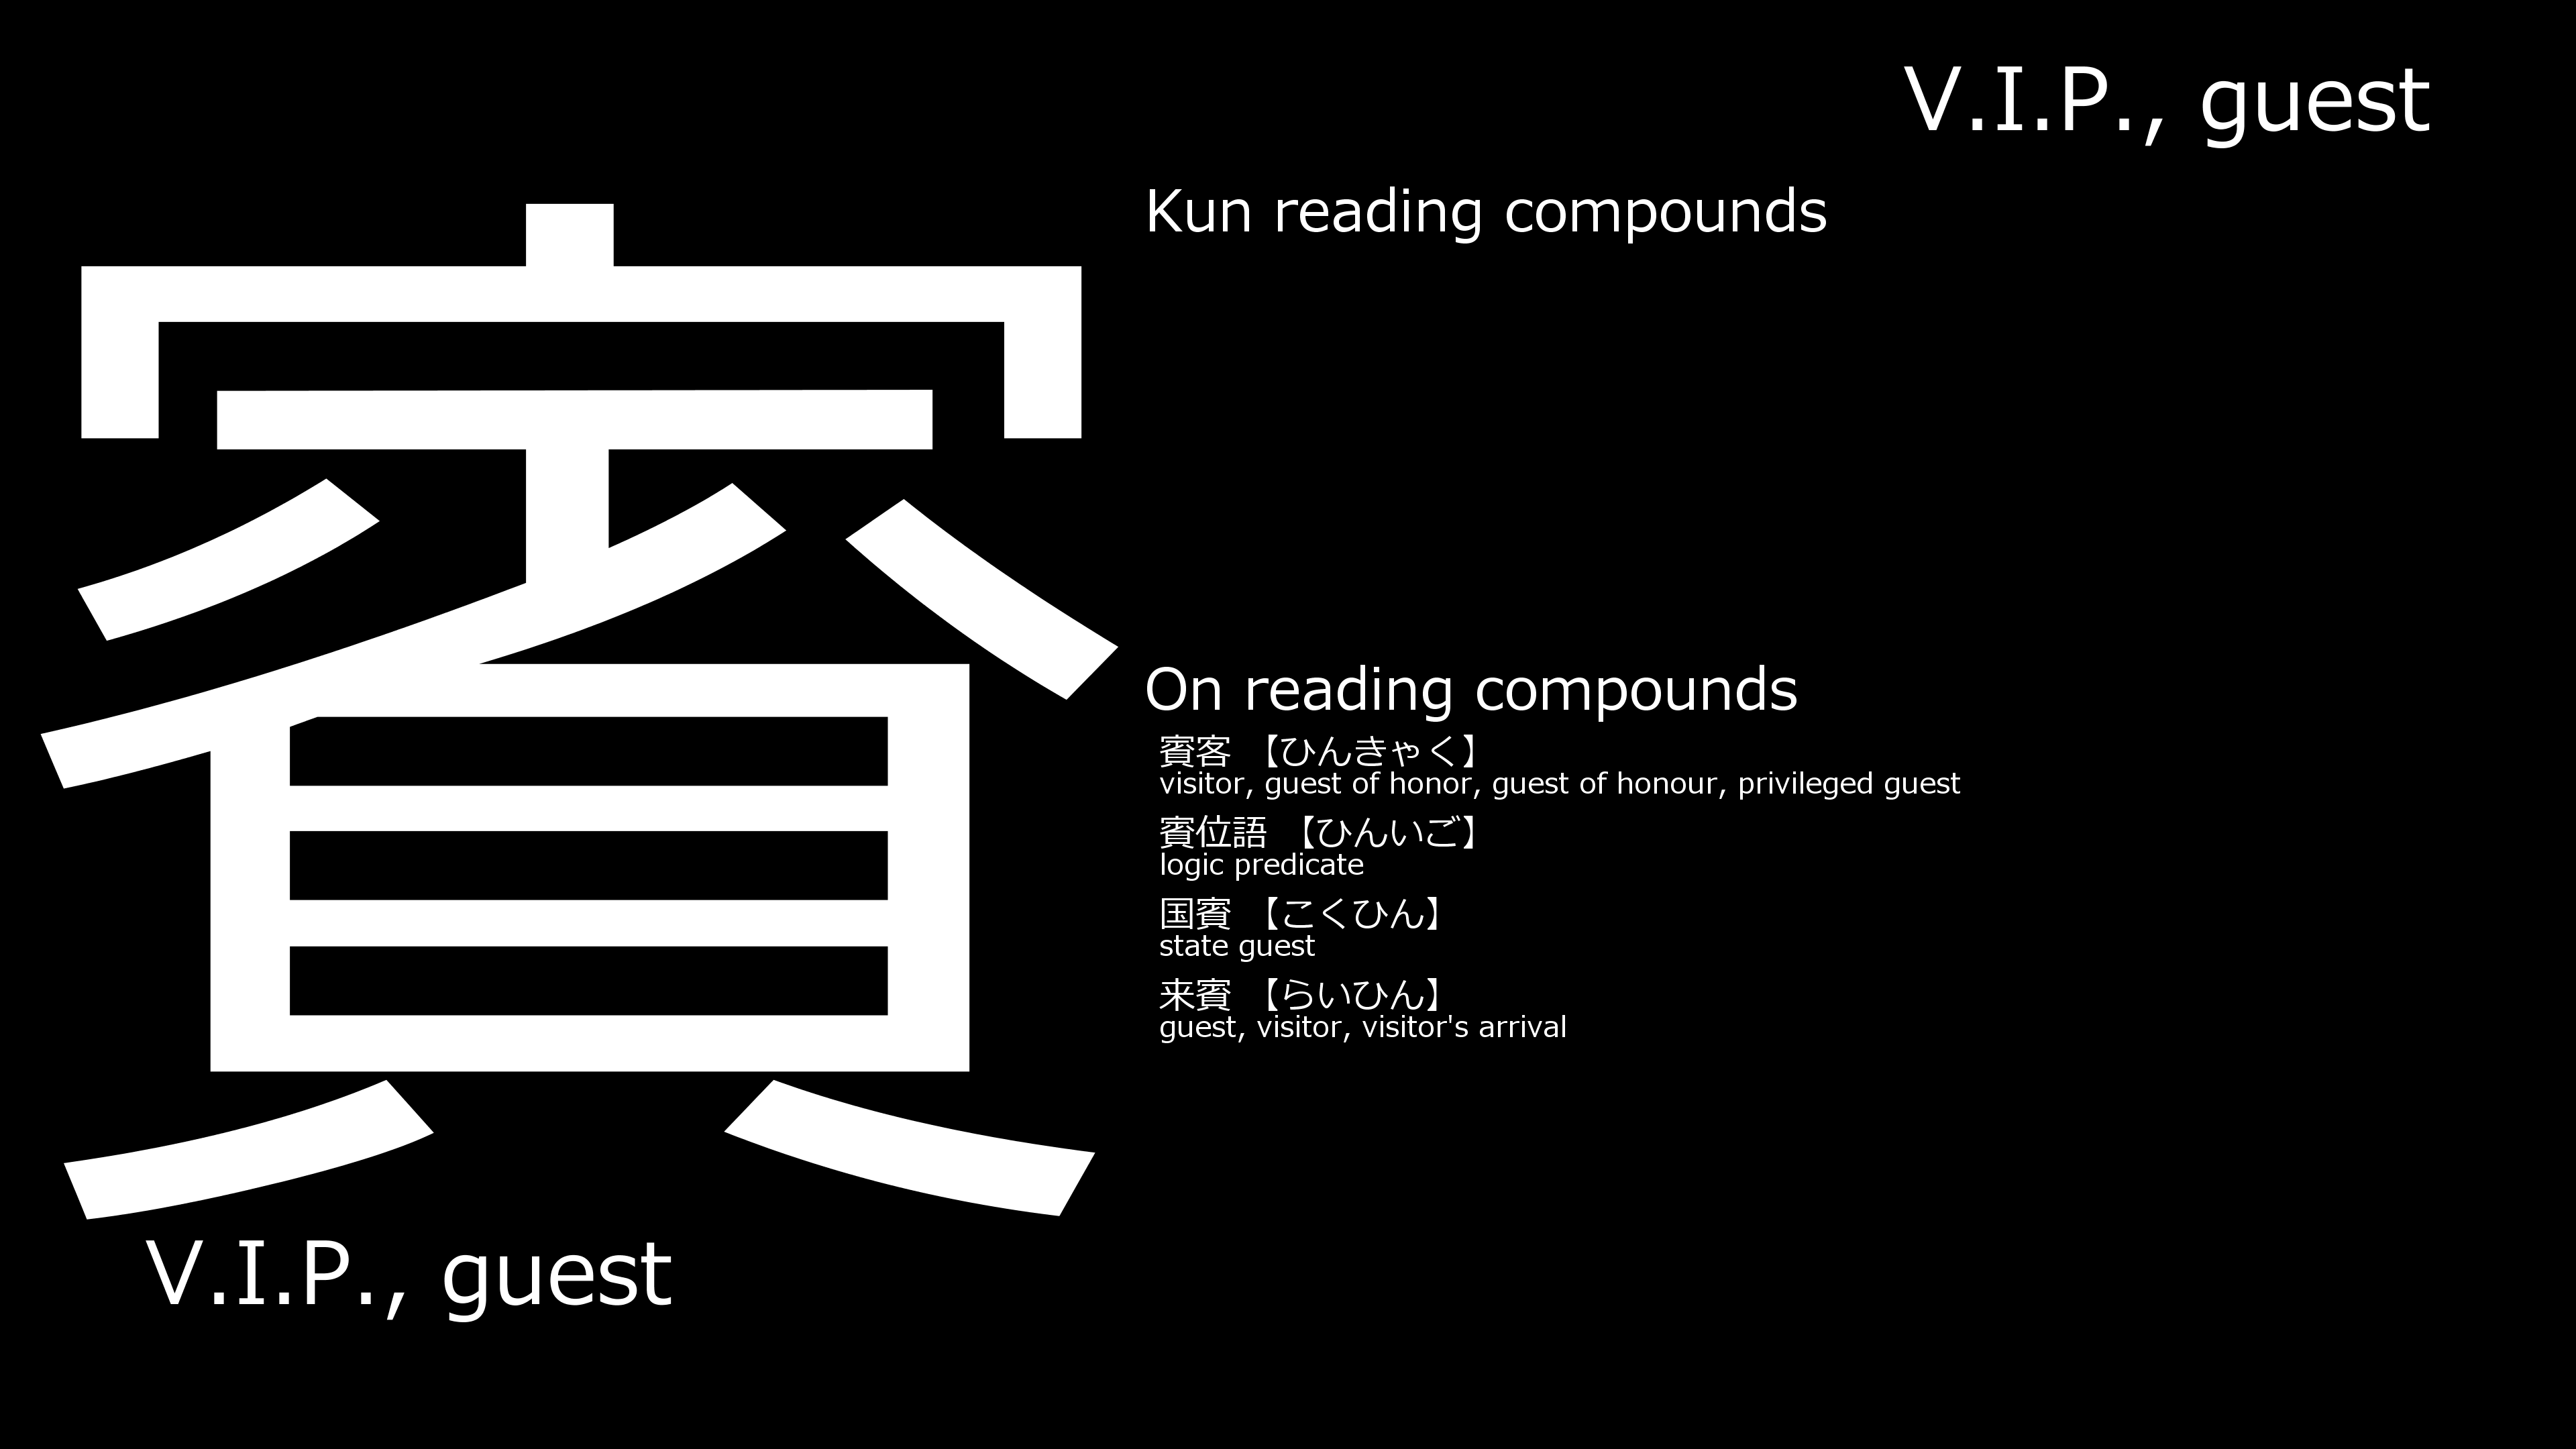 V.I.P., guest
賓
V.I.P., guest
Kun reading compounds
On reading compounds
賓客 【ひんきゃく】
visitor, guest of honor, guest of honour, privileged guest
賓位語 【ひんいご】
logic predicate
国賓 【こくひん】
state guest
来賓 【らいひん】
guest, visitor, visitor's arrival